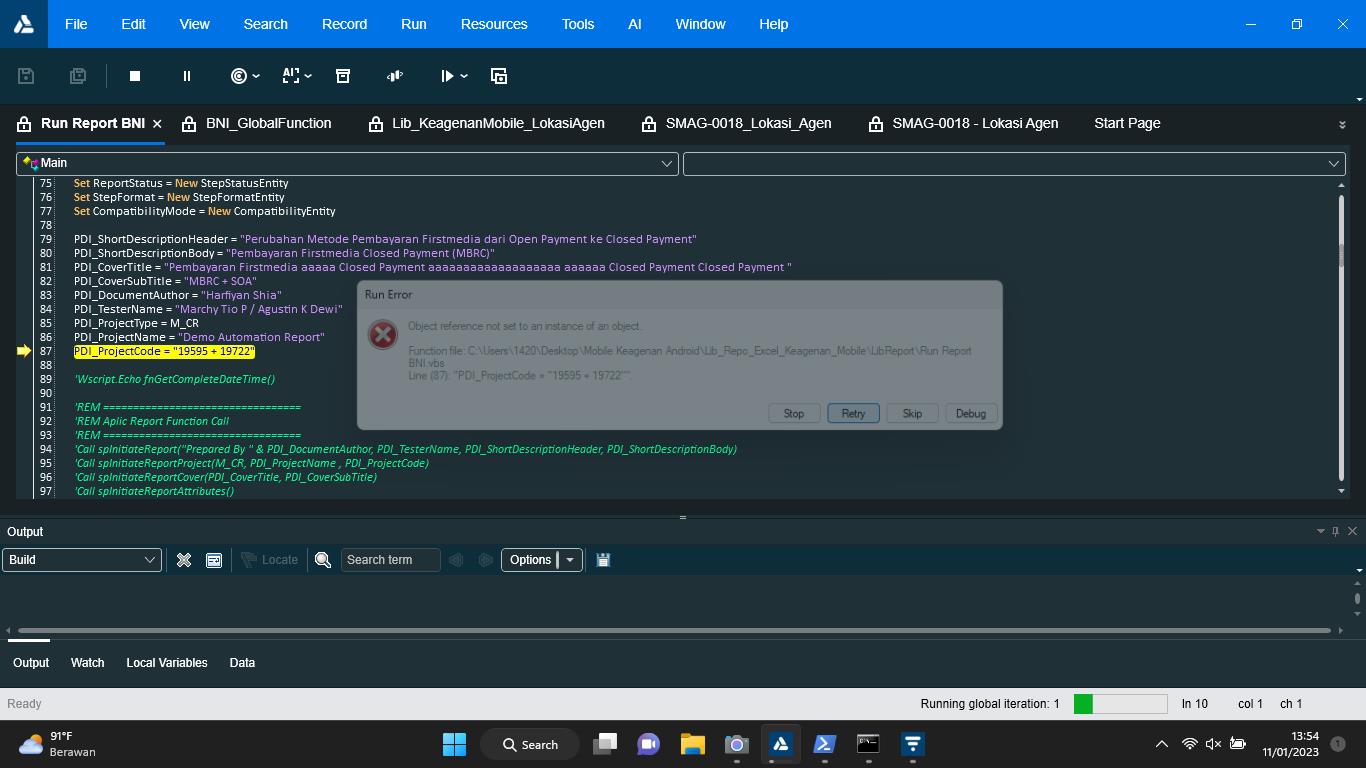 File Edit View Search Record Run Resources Tools AI Window Help
AI
Run Report BNI BNI_GlobalFunction Lib_KeagenanMobile_LokasiAgen SMAG-0018_Lokasi_Agen SMAG-0018 - Lokasi Agen Start Page
Main
75 Set ReportStatus = New StepStatusEntity
76 Set StepFormat = New StepFormatEntity
77 Set CompatibilityMode = New CompatibilityEntity
78
79 PDI_ShortDescriptionHeader = "Perubahan Metode Pembayaran Firstmedia dari Open Payment ke Closed Payment"
80 PDI_ShortDescriptionBody = "Pembayaran Firstmedia Closed Payment (MBRC)"
81 PDI_CoverTitle = "Pembayaran Firstmedia aaaaa Closed Payment aaaaaaaaaaaaaaaaaaa aaaaaa Closed Payment Closed Payment "
82 PDI_CoverSubTitle = "MBRC + SOA"
83 PDI_DocumentAuthor = "Harfiyan Shia"
84 PDI_TesterName = "Marchy Tio P / Agustin K Dewi"
85 PDI_ProjectType = M_CR
86 PDI_ProjectName = "Demo Automation Report"
87 PDI_ProjectCode = "19595 + 19722"
88
89 'Wscript.Echo fnGetCompleteDateTime()
90
91 'REM =================================
92 'REM Aplic Report Function Call
93 'REM =================================
94 'Call spInitiateReport("Prepared By " & PDI_DocumentAuthor, PDI_TesterName, PDI_ShortDescriptionHeader, PDI_ShortDescriptionBody)
95 'Call spInitiateReportProject(M_CR, PDI_ProjectName , PDI_ProjectCode)
96 'Call spInitiateReportCover(PDI_CoverTitle, PDI_CoverSubTitle)
97 'Call spInitiateReportAttributes()
Run Error
Object reference not set to an instance of an object.
Function file: C:\Users\1420\Desktop\Mobile Keagenan Android\Lib_Repo_Excel_Keagenan_Mobile\LibReport\Run Report
BNI.vbs
Line (87): "PDI_ProjectCode = "19595 + 19722"".
Stop Retry Skip Debug
Output
Build Locate Search term Options
Output Watch Local Variables Data
Ready Running global iteration: 1 ln 10 col 1 ch 1
91°F
Berawan
Search
13:54
11/01/2023
1